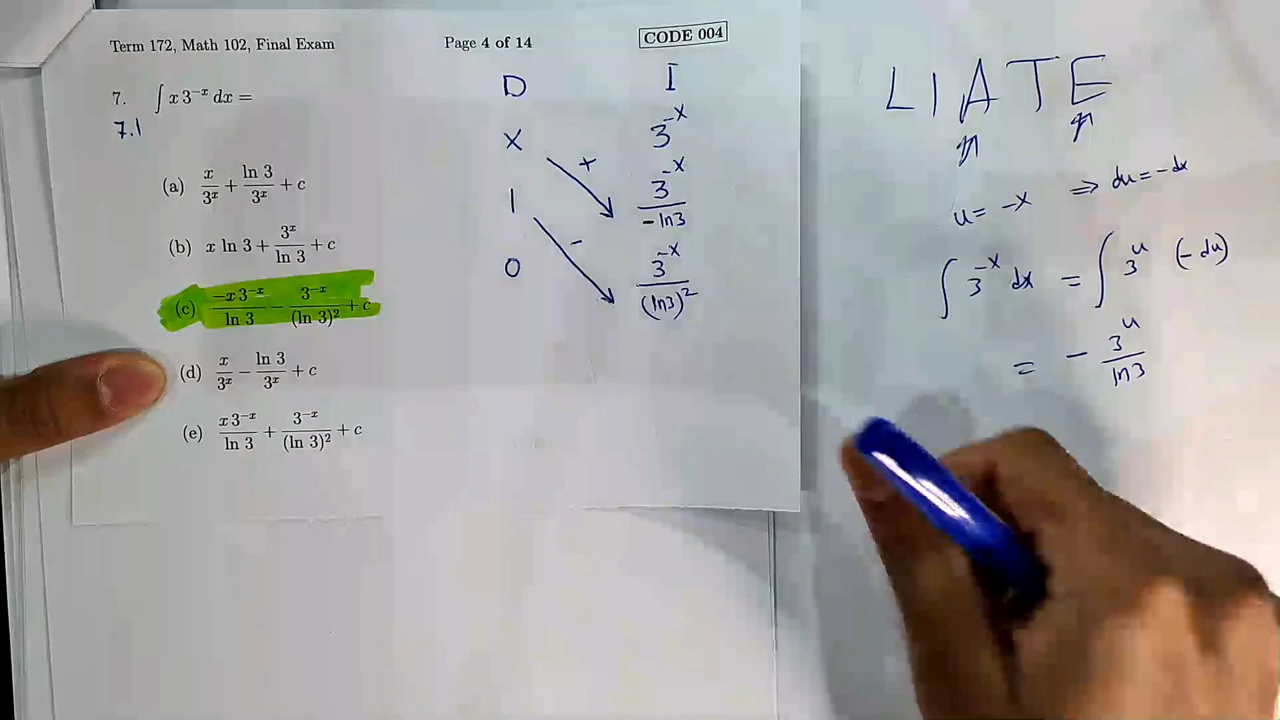 Term 172, Math 102, Final Exam Page 4 of 14 CODE 004
7. ∫ x 3^{-x} dx =
7.1
(a) x/3^x + ln 3/3^x + c
(b) x ln 3 + 3^x/ln 3 + c
(c) -x 3^{-x}/ln 3 - 3^{-x}/(ln 3)^2 + c
(d) x/3^x - ln 3/3^x + c
(e) x 3^{-x}/ln 3 + 3^{-x}/(ln 3)^2 + c
D I
x 3^{-x}
+
1 3^{-x}/-ln3
-
0 3^{-x}/(ln3)^2
LIATE
u = -x ⇒ du = -dx
∫ 3^{-x} dx = ∫ 3^u (-du)
= - 3^u/ln3